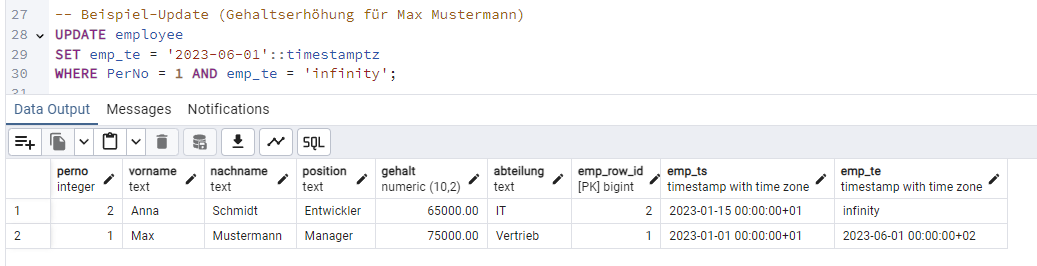 27 -- Beispiel-Update (Gehaltserhöhung für Max Mustermann)
28 UPDATE employee
29 SET emp_te = '2023-06-01'::timestamptz
30 WHERE PerNo = 1 AND emp_te = 'infinity';
31
Data Output Messages Notifications
SQL
perno vorname nachname position gehalt abteilung emp_row_id emp_ts emp_te
integer text text text numeric (10,2) text [PK] bigint timestamp with time zone timestamp with time zone
1 2 Anna Schmidt Entwickler 65000.00 IT 2 2023-01-15 00:00:00+01 infinity
2 1 Max Mustermann Manager 75000.00 Vertrieb 1 2023-01-01 00:00:00+01 2023-06-01 00:00:00+02